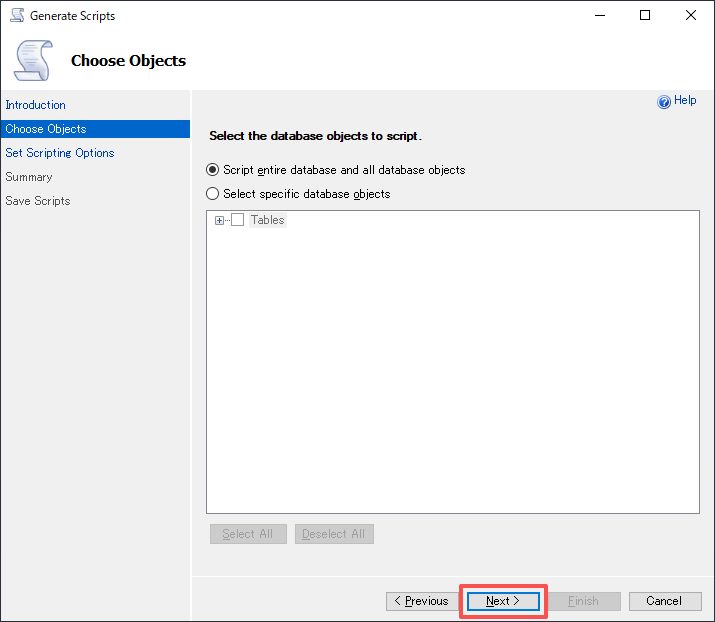 Generate Scripts
Choose Objects
Help
Introduction
Choose Objects
Set Scripting Options
Summary
Save Scripts
Select the database objects to script.
Script entire database and all database objects
Select specific database objects
Tables
Select All
Deselect All
< Previous
Next >
Finish
Cancel